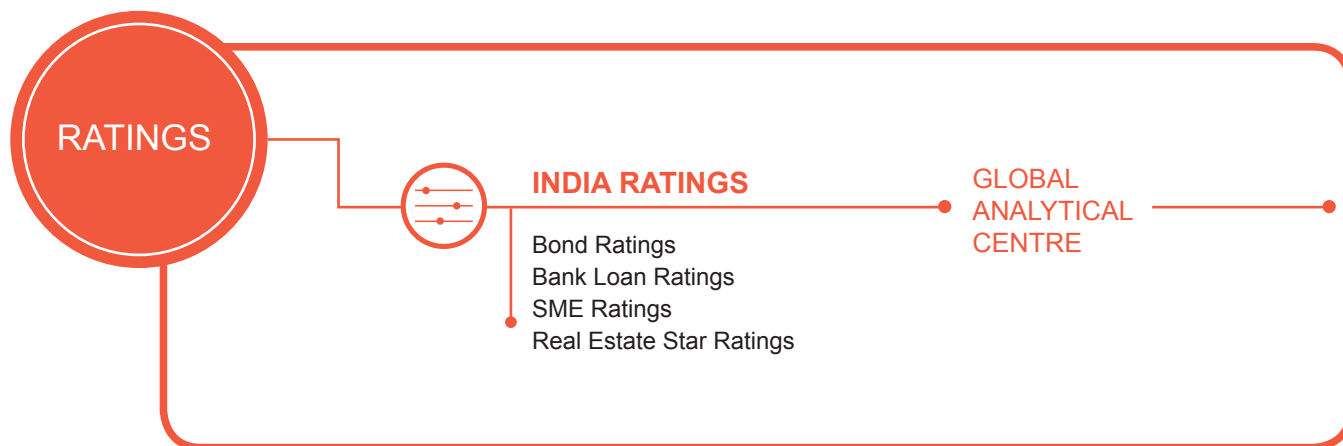 RATINGS
INDIA RATINGS
Bond Ratings
Bank Loan Ratings
SME Ratings
Real Estate Star Ratings
GLOBAL
ANALYTICAL
CENTRE